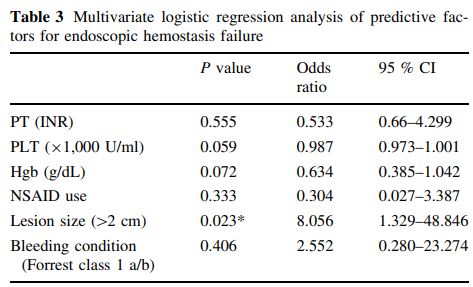 Table 3 Multivariate logistic regression analysis of predictive fac-
tors for endoscopic hemostasis failure
P value Odds ratio 95 % CI
PT (INR) 0.555 0.533 0.66–4.299
PLT (×1,000 U/ml) 0.059 0.987 0.973–1.001
Hgb (g/dL) 0.072 0.634 0.385–1.042
NSAID use 0.333 0.304 0.027–3.387
Lesion size (>2 cm) 0.023* 8.056 1.329–48.846
Bleeding condition 0.406 2.552 0.280–23.274
(Forrest class 1 a/b)